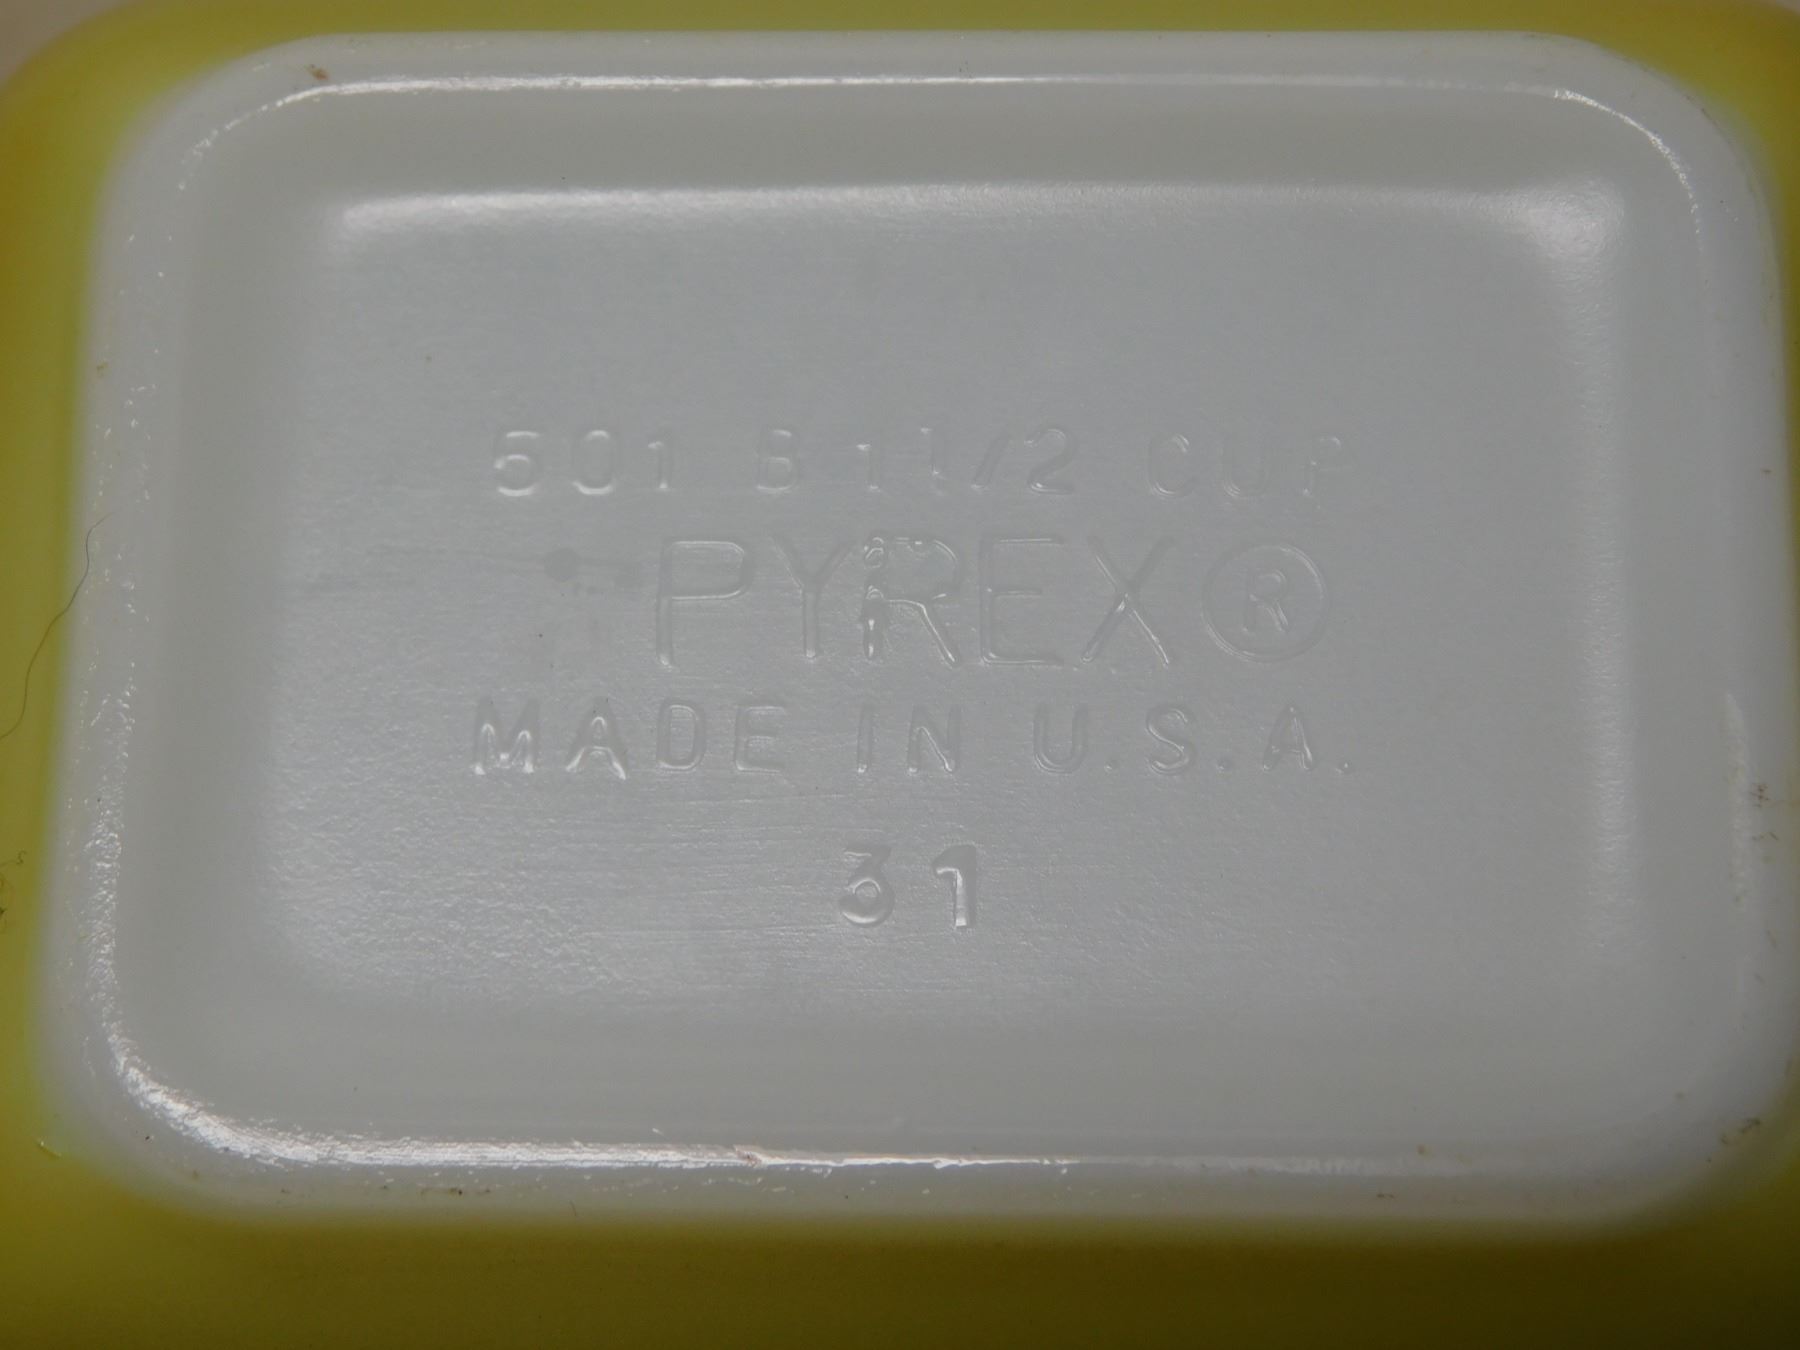 501 B 1 1/2 CUP
PYREX®
MADE IN U.S.A.
31